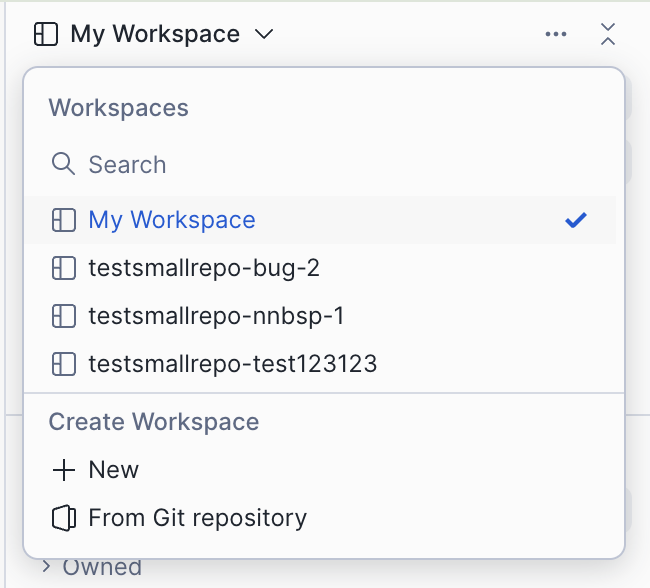 My Workspace
Workspaces
Search
My Workspace
testsmallrepo-bug-2
testsmallrepo-nnbsp-1
testsmallrepo-test123123
Create Workspace
New
From Git repository
Owned